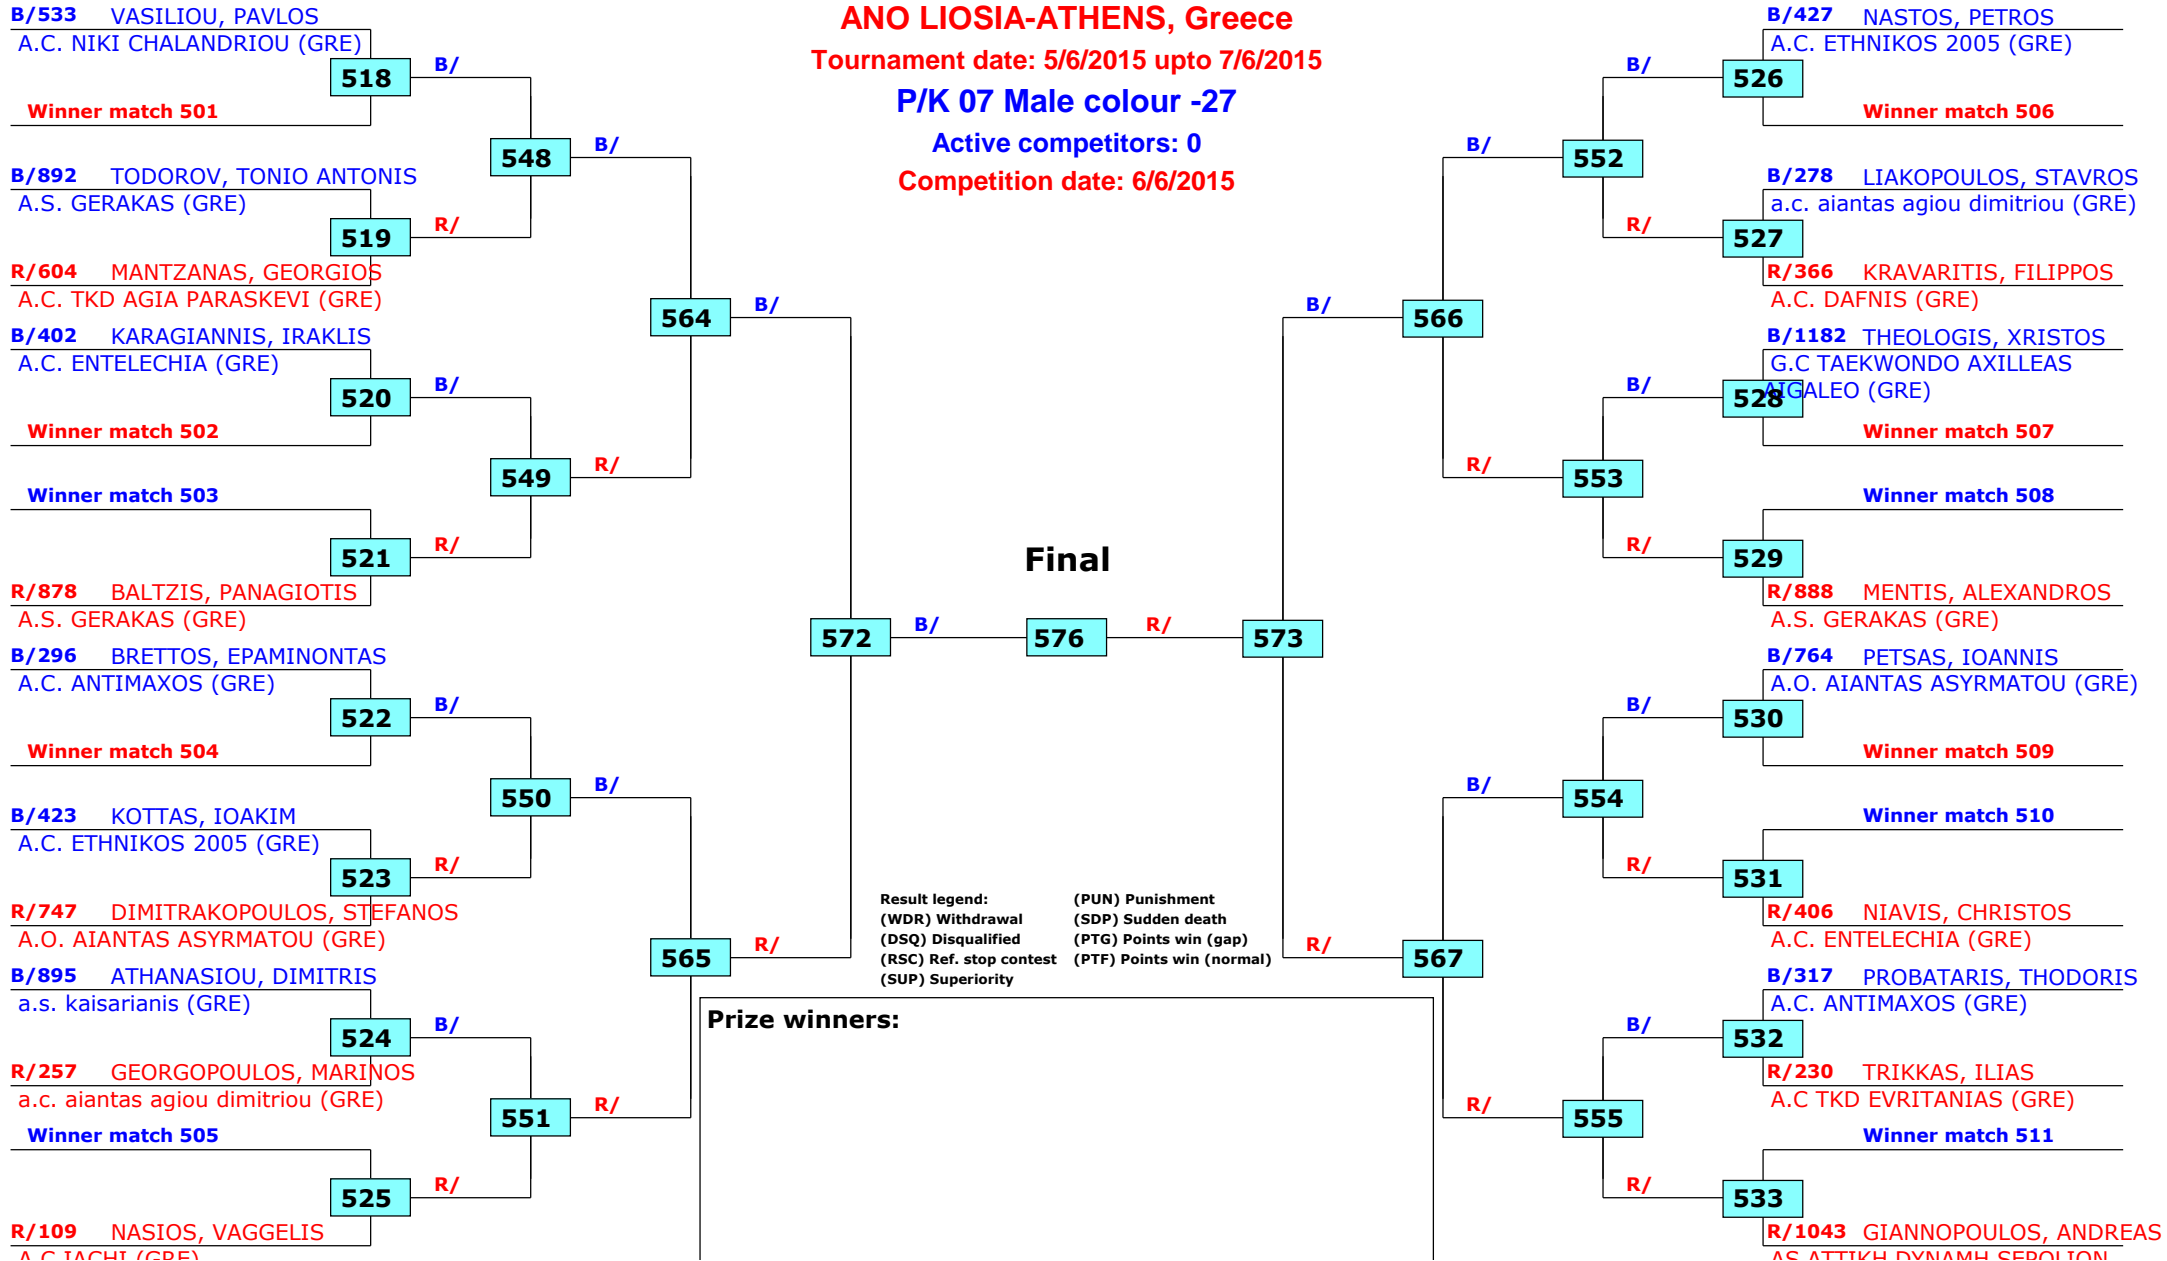 ANO LIOSIA-ATHENS, Greece
Tournament date: 5/6/2015 upto 7/6/2015
P/K 07 Male colour -27
Active competitors: 0
Competition date: 6/6/2015
B/533 VASILIOU, PAVLOS
A.C. NIKI CHALANDRIOU (GRE)
518
B/
Winner match 501
548
B/
B/892 TODOROV, TONIO ANTONIS
A.S. GERAKAS (GRE)
519
R/
R/604 MANTZANAS, GEORGIOS
A.C. TKD AGIA PARASKEVI (GRE)
564
B/
B/402 KARAGIANNIS, IRAKLIS
A.C. ENTELECHIA (GRE)
520
B/
Winner match 502
549
R/
Winner match 503
521
R/
R/878 BALTZIS, PANAGIOTIS
A.S. GERAKAS (GRE)
572
B/
B/296 BRETTOS, EPAMINONTAS
A.C. ANTIMAXOS (GRE)
522
B/
Winner match 504
550
B/
B/423 KOTTAS, IOAKIM
A.C. ETHNIKOS 2005 (GRE)
523
R/
R/747 DIMITRAKOPOULOS, STEFANOS
A.O. AIANTAS ASYRMATOU (GRE)
565
R/
B/895 ATHANASIOU, DIMITRIS
a.s. kaisarianis (GRE)
524
B/
R/257 GEORGOPOULOS, MARINOS
a.c. aiantas agiou dimitriou (GRE)
551
R/
Winner match 505
525
R/
R/109 NASIOS, VAGGELIS
A.C IACHI (GRE)
Final
576
R/
573
Result legend:
(WDR) Withdrawal
(DSQ) Disqualified
(RSC) Ref. stop contest
(SUP) Superiority
(PUN) Punishment
(SDP) Sudden death
(PTG) Points win (gap)
(PTF) Points win (normal)
Prize winners:
B/427 NASTOS, PETROS
A.C. ETHNIKOS 2005 (GRE)
B/
526
Winner match 506
B/
552
B/278 LIAKOPOULOS, STAVROS
a.c. aiantas agiou dimitriou (GRE)
R/
527
R/366 KRAVARITIS, FILIPPOS
A.C. DAFNIS (GRE)
B/
566
B/1182 THEOLOGIS, XRISTOS
G.C TAEKWONDO AXILLEAS
AIGALEO (GRE)
B/
528
Winner match 507
R/
553
Winner match 508
R/
529
R/888 MENTIS, ALEXANDROS
A.S. GERAKAS (GRE)
B/764 PETSAS, IOANNIS
A.O. AIANTAS ASYRMATOU (GRE)
B/
530
Winner match 509
B/
554
Winner match 510
R/
531
R/406 NIAVIS, CHRISTOS
A.C. ENTELECHIA (GRE)
R/
567
B/317 PROBATARIS, THODORIS
A.C. ANTIMAXOS (GRE)
B/
532
R/230 TRIKKAS, ILIAS
A.C TKD EVRITANIAS (GRE)
R/
555
Winner match 511
R/
533
R/1043 GIANNOPOULOS, ANDREAS
AS ATTIKH DYNAMH SEPOLION